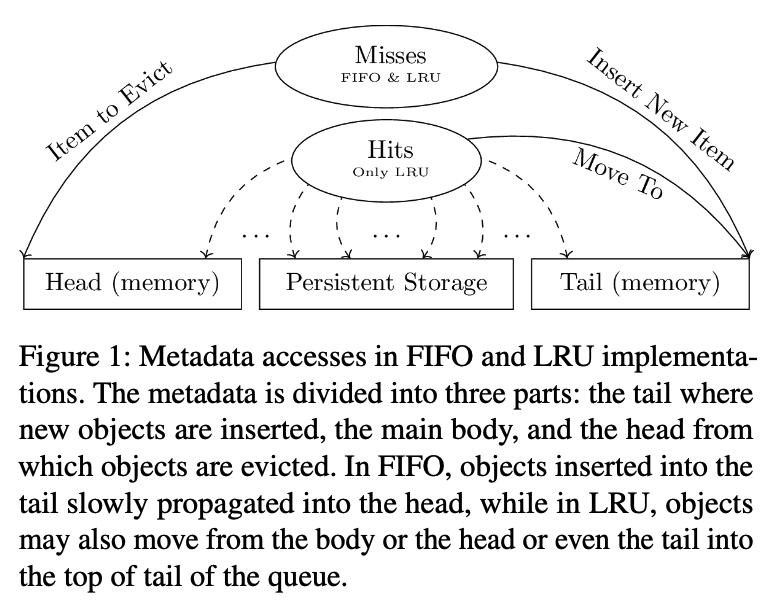 Misses
FIFO & LRU
Item to Evict
Insert New Item
Hits
Only LRU
Move To
... ... ...
Head (memory) Persistent Storage Tail (memory)
Figure 1: Metadata accesses in FIFO and LRU implementa-
tions. The metadata is divided into three parts: the tail where
new objects are inserted, the main body, and the head from
which objects are evicted. In FIFO, objects inserted into the
tail slowly propagated into the head, while in LRU, objects
may also move from the body or the head or even the tail into
the top of tail of the queue.